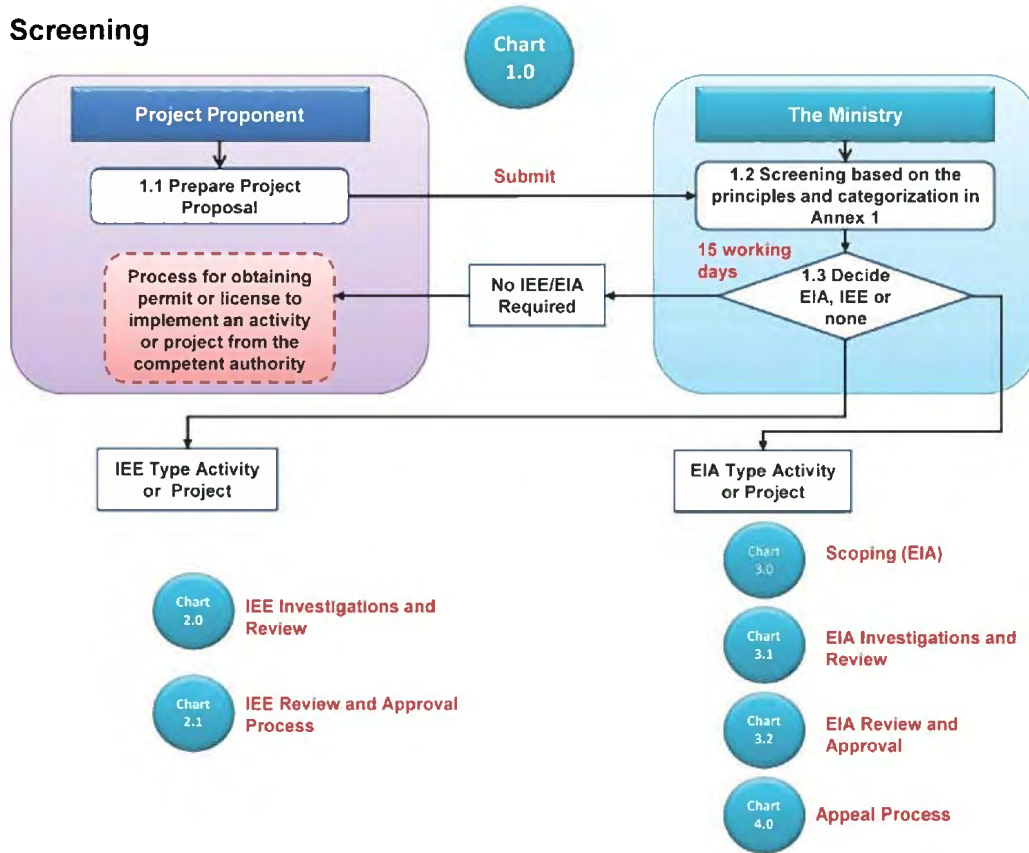 Screening
Chart
1.0
Project Proponent
The Ministry
1.1 Prepare Project
Proposal
Submit
1.2 Screening based on the
principles and categorization in
Annex 1
15 working
days
1.3 Decide
EIA, IEE or
none
No IEE/EIA
Required
Process for obtaining
permit or license to
implement an activity
or project from the
competent authority
IEE Type Activity
or Project
EIA Type Activity
or Project
Chart
2.0
IEE Investigations and
Review
Chart
2.1
IEE Review and Approval
Process
Chart
3.0
Scoping (EIA)
Chart
3.1
EIA Investigations and
Review
Chart
3.2
EIA Review and
Approval
Chart
4.0
Appeal Process